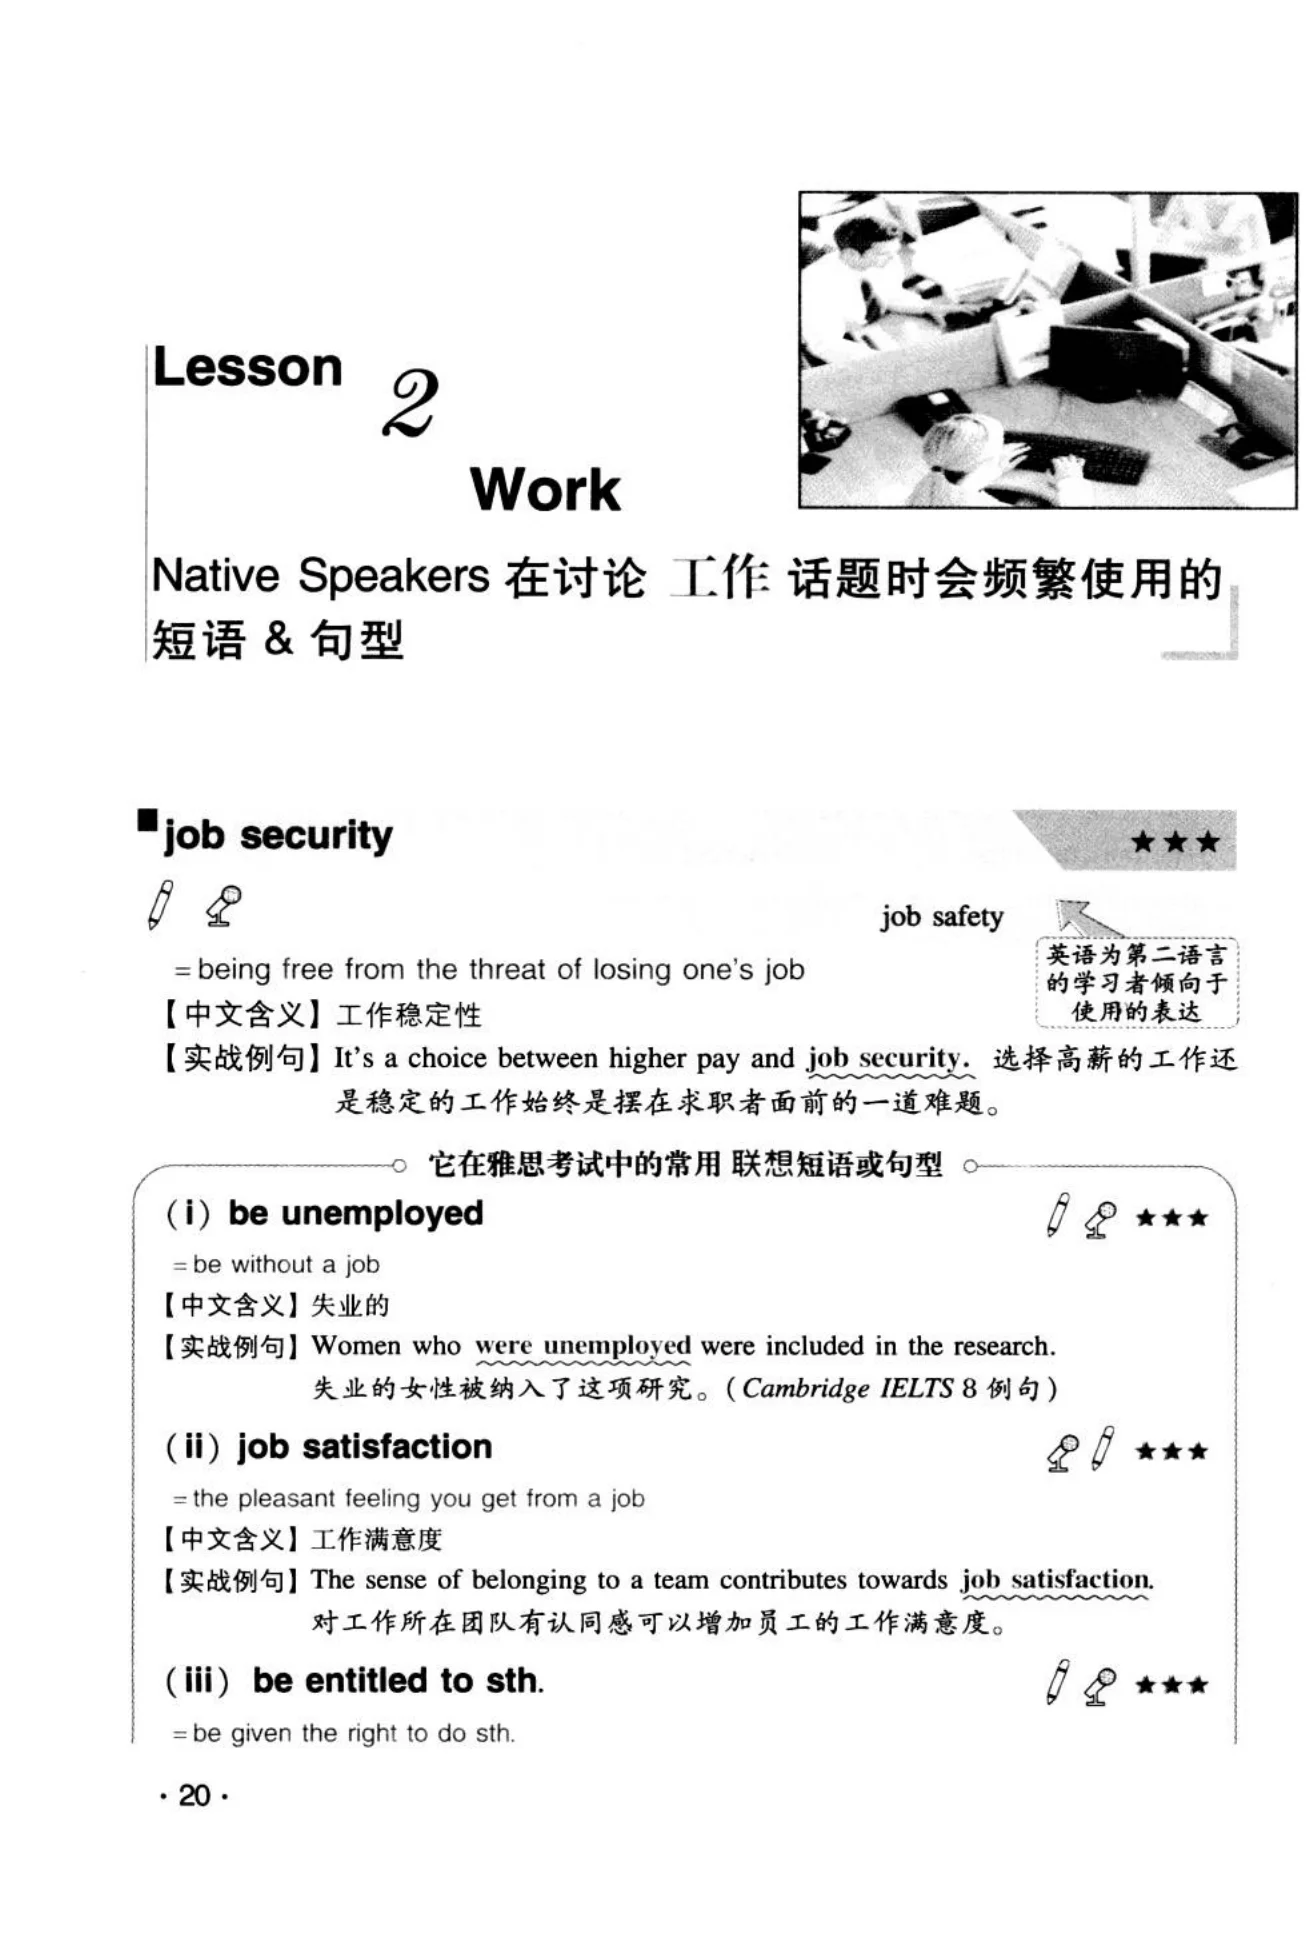 Lesson 2
Work
Native Speakers 在讨论 工作 话题时会频繁使用的
短语 & 句型
■job security ★★★
job safety
英语为第二语言
的学习者倾向于
使用的表达
=being free from the threat of losing one's job
【中文含义】工作稳定性
【实战例句】It's a choice between higher pay and job security. 选择高薪的工作还
是稳定的工作始终是摆在求职者面前的一道难题。
它在雅思考试中的常用 联想短语或句型
(i) be unemployed ★★★
=be without a job
【中文含义】失业的
【实战例句】Women who were unemployed were included in the research.
失业的女性被纳入了这项研究。(Cambridge IELTS 8 例句)
(ii) job satisfaction ★★★
=the pleasant feeling you get from a job
【中文含义】工作满意度
【实战例句】The sense of belonging to a team contributes towards job satisfaction.
对工作所在团队有认同感可以增加员工的工作满意度。
(iii) be entitled to sth. ★★★
=be given the right to do sth.
· 20 ·